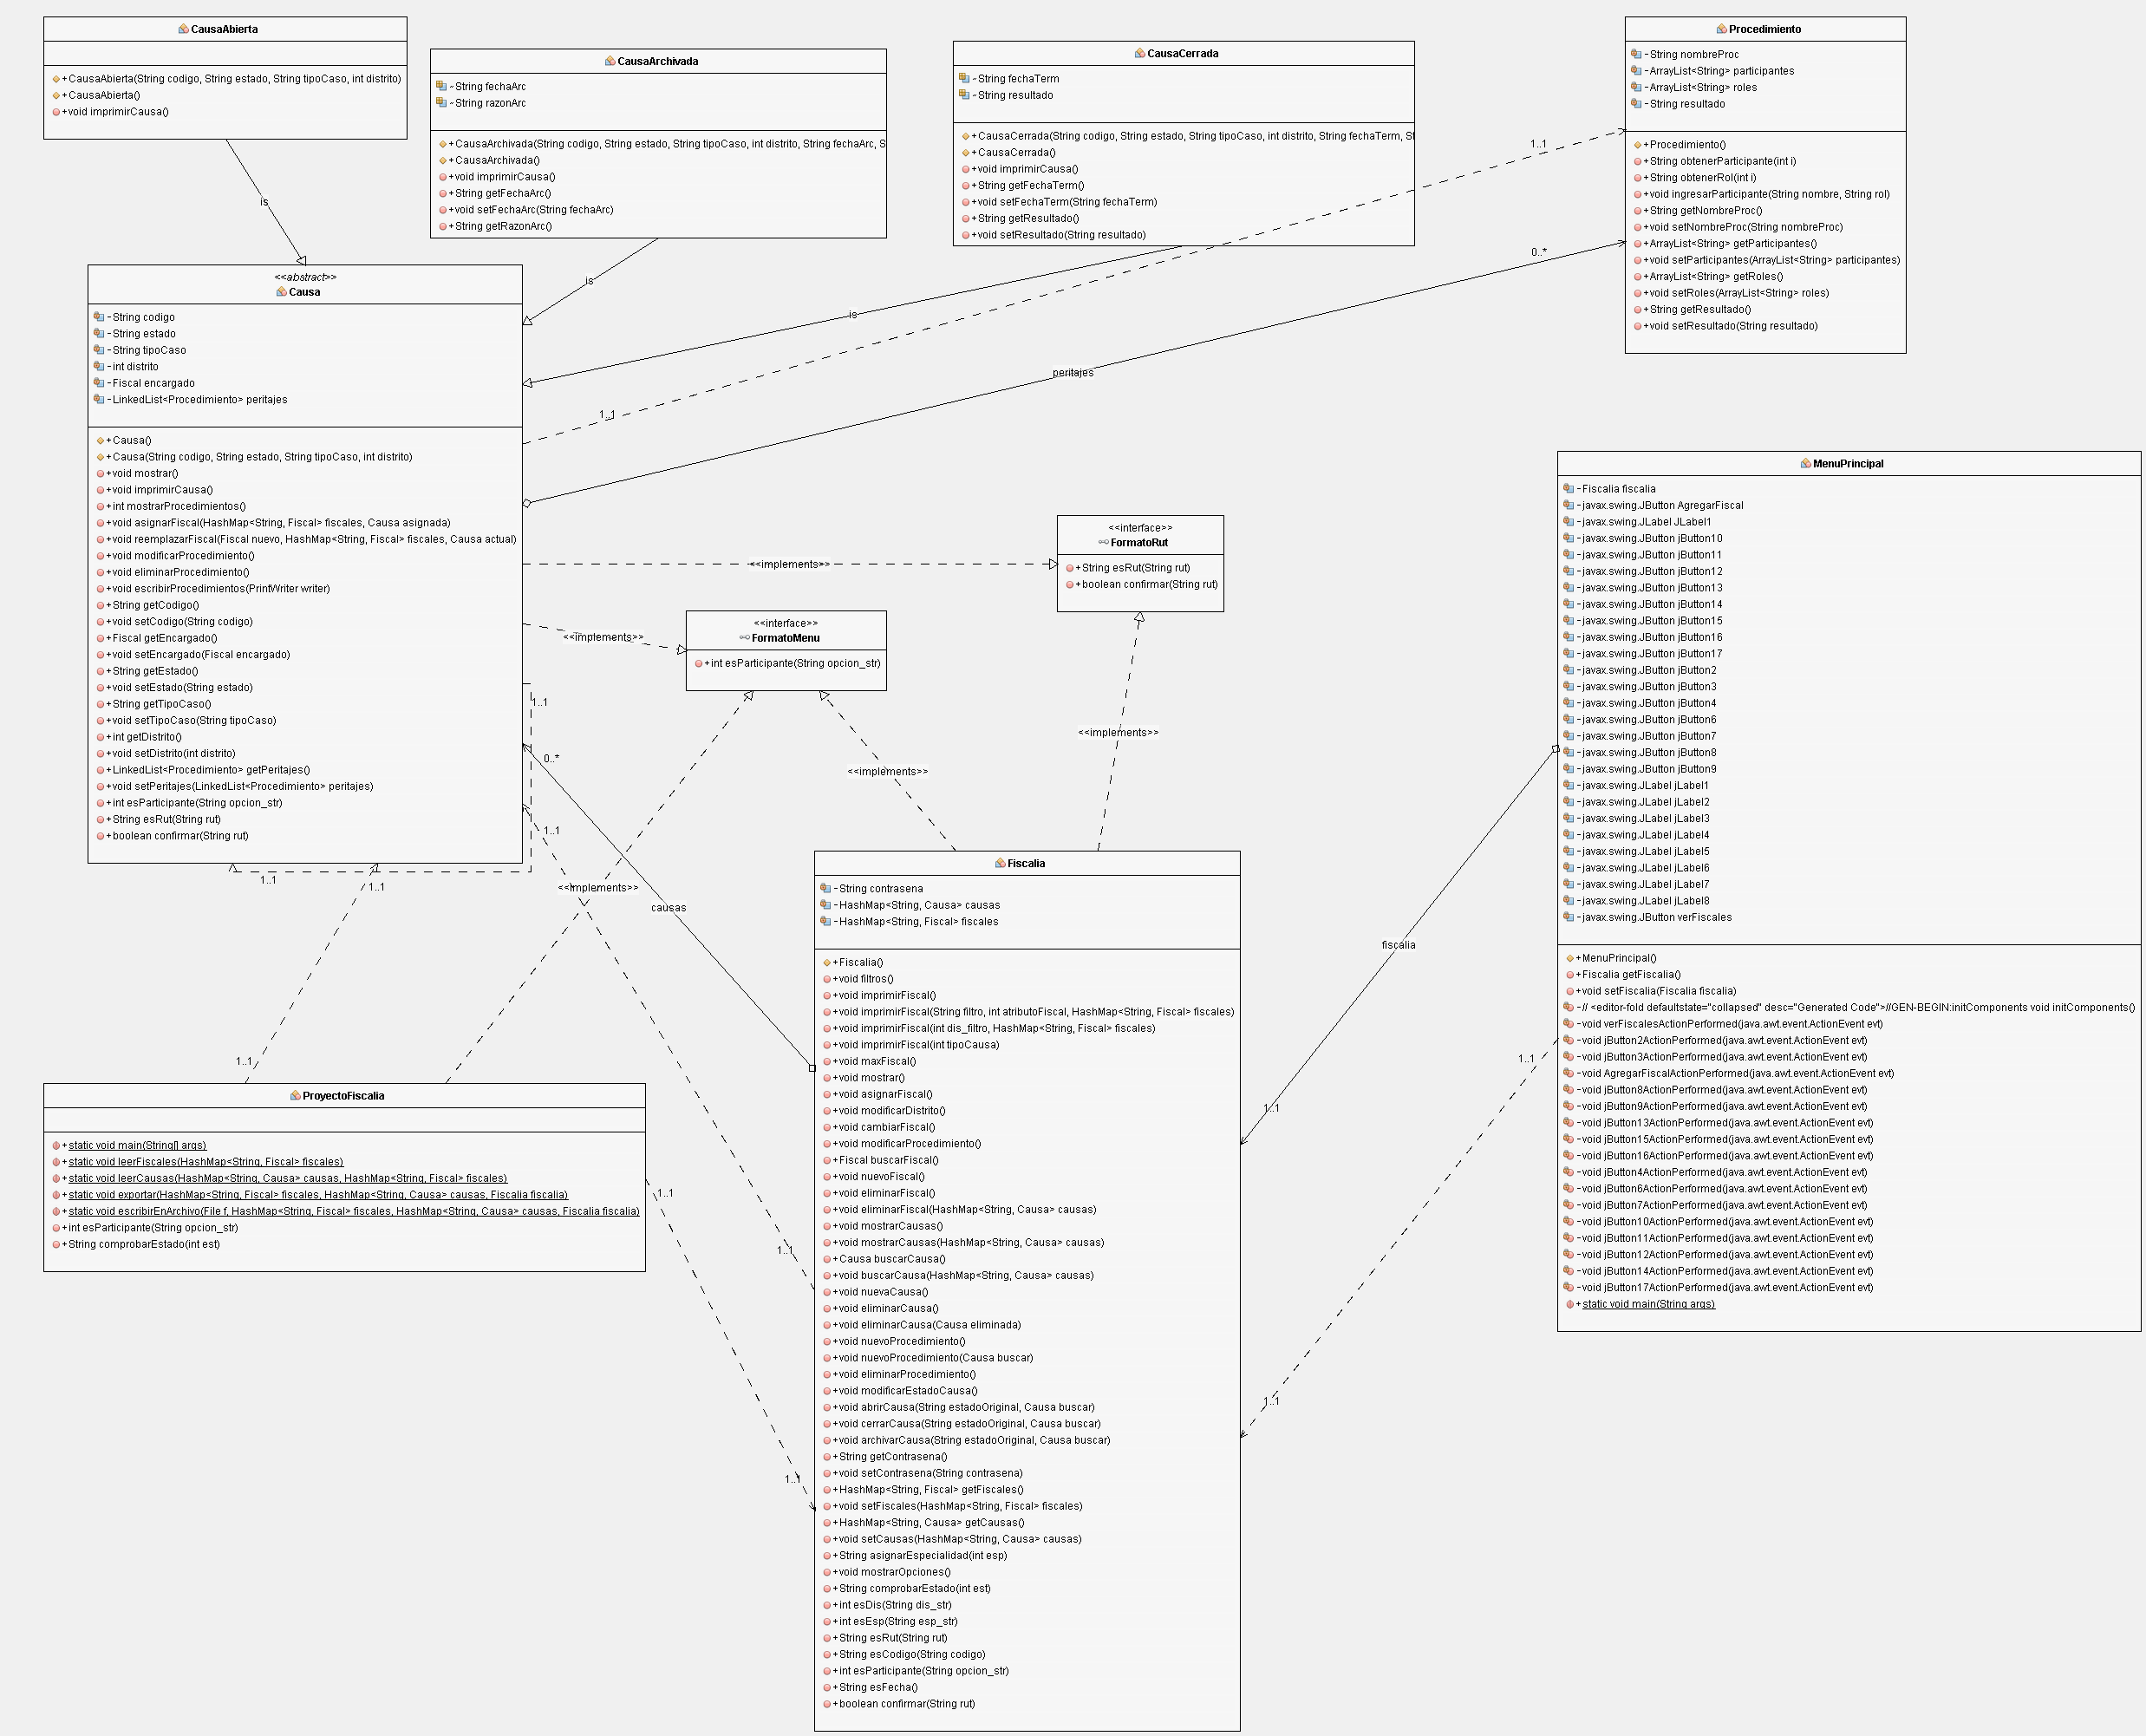 CausaAbierta
+CausaAbierta(String codigo, String estado, String tipoCaso, int distrito)
+CausaAbierta()
+void imprimirCausa()
CausaArchivada
-String fechaArc
-String razonArc
+CausaArchivada(String codigo, String estado, String tipoCaso, int distrito, String fechaArc, S
+CausaArchivada()
+void imprimirCausa()
+String getFechaArc()
+void setFechaArc(String fechaArc)
+String getRazonArc()
CausaCerrada
-String fechaTerm
-String resultado
+CausaCerrada(String codigo, String estado, String tipoCaso, int distrito, String fechaTerm, St
+CausaCerrada()
+void imprimirCausa()
+String getFechaTerm()
+void setFechaTerm(String fechaTerm)
+String getResultado()
+void setResultado(String resultado)
Procedimiento
-String nombreProc
-ArrayList<String> participantes
-ArrayList<String> roles
-String resultado
+Procedimiento()
+String obtenerParticipante(int i)
+String obtenerRol(int i)
+void ingresarParticipante(String nombre, String rol)
+String getNombreProc()
+void setNombreProc(String nombreProc)
+ArrayList<String> getParticipantes()
+void setParticipantes(ArrayList<String> participantes)
+ArrayList<String> getRoles()
+void setRoles(ArrayList<String> roles)
+String getResultado()
+void setResultado(String resultado)
is
is
is
1..1
0..*
peritajes
1..1
<<abstract>>
Causa
-String codigo
-String estado
-String tipoCaso
-int distrito
-Fiscal encargado
-LinkedList<Procedimiento> peritajes
+Causa()
+Causa(String codigo, String estado, String tipoCaso, int distrito)
+void mostrar()
+void imprimirCausa()
+int mostrarProcedimientos()
+void asignarFiscal(HashMap<String, Fiscal> fiscales, Causa asignada)
+void reemplazarFiscal(Fiscal nuevo, HashMap<String, Fiscal> fiscales, Causa actual)
+void modificarProcedimiento()
+void eliminarProcedimiento()
+void escribirProcedimientos(PrintWriter writer)
+String getCodigo()
+void setCodigo(String codigo)
+Fiscal getEncargado()
+void setEncargado(Fiscal encargado)
+String getEstado()
+void setEstado(String estado)
+String getTipoCaso()
+void setTipoCaso(String tipoCaso)
+int getDistrito()
+void setDistrito(int distrito)
+LinkedList<Procedimiento> getPeritajes()
+void setPeritajes(LinkedList<Procedimiento> peritajes)
+int esParticipante(String opcion_str)
+String esRut(String rut)
+boolean confirmar(String rut)
<<interface>>
FormatoRut
+String esRut(String rut)
+boolean confirmar(String rut)
<<implements>>
<<interface>>
FormatoMenu
+int esParticipante(String opcion_str)
<<implements>>
1..1
<<implements>>
0..*
<<implements>>
1..1
1..1
1..1
<<implements>>
causas
MenuPrincipal
-Fiscalia fiscalia
-javax.swing.JButton AgregarFiscal
-javax.swing.JLabel JLabel1
-javax.swing.JButton jButton10
-javax.swing.JButton jButton11
-javax.swing.JButton jButton12
-javax.swing.JButton jButton13
-javax.swing.JButton jButton14
-javax.swing.JButton jButton15
-javax.swing.JButton jButton16
-javax.swing.JButton jButton17
-javax.swing.JButton jButton2
-javax.swing.JButton jButton3
-javax.swing.JButton jButton4
-javax.swing.JButton jButton6
-javax.swing.JButton jButton7
-javax.swing.JButton jButton8
-javax.swing.JButton jButton9
-javax.swing.JLabel jLabel1
-javax.swing.JLabel jLabel2
-javax.swing.JLabel jLabel3
-javax.swing.JLabel jLabel4
-javax.swing.JLabel jLabel5
-javax.swing.JLabel jLabel6
-javax.swing.JLabel jLabel7
-javax.swing.JLabel jLabel8
-javax.swing.JButton verFiscales
+MenuPrincipal()
+Fiscalia getFiscalia()
+void setFiscalia(Fiscalia fiscalia)
-// <editor-fold defaultstate="collapsed" desc="Generated Code">//GEN-BEGIN:initComponents void initComponents()
-void verFiscalesActionPerformed(java.awt.event.ActionEvent evt)
-void jButton2ActionPerformed(java.awt.event.ActionEvent evt)
-void jButton3ActionPerformed(java.awt.event.ActionEvent evt)
-void AgregarFiscalActionPerformed(java.awt.event.ActionEvent evt)
-void jButton8ActionPerformed(java.awt.event.ActionEvent evt)
-void jButton9ActionPerformed(java.awt.event.ActionEvent evt)
-void jButton13ActionPerformed(java.awt.event.ActionEvent evt)
-void jButton15ActionPerformed(java.awt.event.ActionEvent evt)
-void jButton16ActionPerformed(java.awt.event.ActionEvent evt)
-void jButton4ActionPerformed(java.awt.event.ActionEvent evt)
-void jButton6ActionPerformed(java.awt.event.ActionEvent evt)
-void jButton7ActionPerformed(java.awt.event.ActionEvent evt)
-void jButton10ActionPerformed(java.awt.event.ActionEvent evt)
-void jButton11ActionPerformed(java.awt.event.ActionEvent evt)
-void jButton12ActionPerformed(java.awt.event.ActionEvent evt)
-void jButton14ActionPerformed(java.awt.event.ActionEvent evt)
-void jButton17ActionPerformed(java.awt.event.ActionEvent evt)
+static void main(String args)
fiscalia
1..1
1..1
1..1
Fiscalia
-String contrasena
-HashMap<String, Causa> causas
-HashMap<String, Fiscal> fiscales
+Fiscalia()
+void filtros()
+void imprimirFiscal()
+void imprimirFiscal(String filtro, int atributoFiscal, HashMap<String, Fiscal> fiscales)
+void imprimirFiscal(int dis_filtro, HashMap<String, Fiscal> fiscales)
+void imprimirFiscal(int tipoCausa)
+void maxFiscal()
+void mostrar()
+void asignarFiscal()
+void modificarDistrito()
+void cambiarFiscal()
+void modificarProcedimiento()
+Fiscal buscarFiscal()
+void nuevoFiscal()
+void eliminarFiscal()
+void eliminarFiscal(HashMap<String, Causa> causas)
+void mostrarCausas()
+void mostrarCausas(HashMap<String, Causa> causas)
+Causa buscarCausa()
+void buscarCausa(HashMap<String, Causa> causas)
+void nuevaCausa()
+void eliminarCausa()
+void eliminarCausa(Causa eliminada)
+void nuevoProcedimiento()
+void nuevoProcedimiento(Causa buscar)
+void eliminarProcedimiento()
+void modificarEstadoCausa()
+void abrirCausa(String estadoOriginal, Causa buscar)
+void cerrarCausa(String estadoOriginal, Causa buscar)
+void archivarCausa(String estadoOriginal, Causa buscar)
+String getContrasena()
+void setContrasena(String contrasena)
+HashMap<String, Fiscal> getFiscales()
+void setFiscales(HashMap<String, Fiscal> fiscales)
+HashMap<String, Causa> getCausas()
+void setCausas(HashMap<String, Causa> causas)
+String asignarEspecialidad(int esp)
+void mostrarOpciones()
+String comprobarEstado(int est)
+int esDis(String dis_str)
+int esEsp(String esp_str)
+String esRut(String rut)
+String esCodigo(String codigo)
+int esParticipante(String opcion_str)
+String esFecha()
+boolean confirmar(String rut)
1..1
ProyectoFiscalia
+static void main(String[] args)
+static void leerFiscales(HashMap<String, Fiscal> fiscales)
+static void leerCausas(HashMap<String, Causa> causas, HashMap<String, Fiscal> fiscales)
+static void exportar(HashMap<String, Fiscal> fiscales, HashMap<String, Causa> causas, Fiscalia fiscalia)
+static void escribirEnArchivo(File f, HashMap<String, Fiscal> fiscales, HashMap<String, Causa> causas, Fiscalia fiscalia)
+int esParticipante(String opcion_str)
+String comprobarEstado(int est)
1..1
1..1
1..1